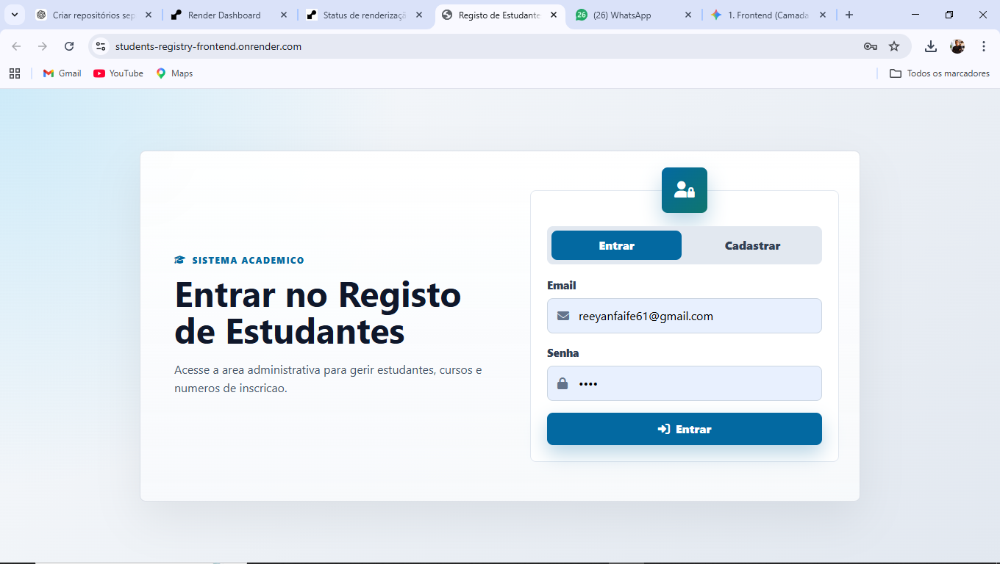 Criar repositórios sep
Render Dashboard
Status de renderizaçã
Registo de Estudante
26
(26) WhatsApp
1. Frontend (Camada
students-registry-frontend.onrender.com
Gmail
YouTube
Maps
Todos os marcadores
SISTEMA ACADEMICO
Entrar no Registo
de Estudantes
Acesse a area administrativa para gerir estudantes, cursos e
numeros de inscricao.
Entrar
Cadastrar
Email
reeyanfaife61@gmail.com
Senha
••••
Entrar